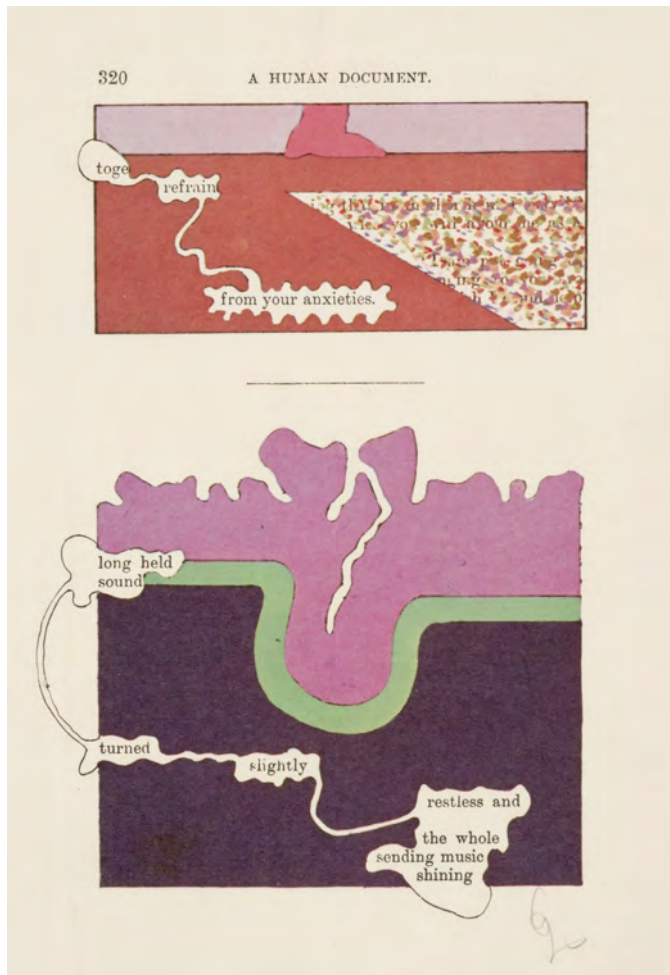 320 A HUMAN DOCUMENT.
toge
refrain
from your anxieties.
long held
sound
turned
slightly
restless and
the whole
sending music
shining